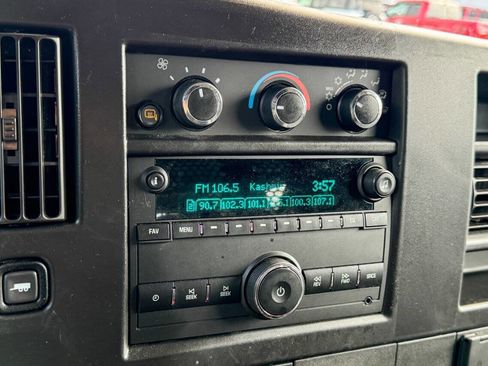 FM 106.5 Kashmir 3:57
90.7 102.3 101.1 100.3 107.1
FAV MENU
SEEK SEEK REV FWD SRCE